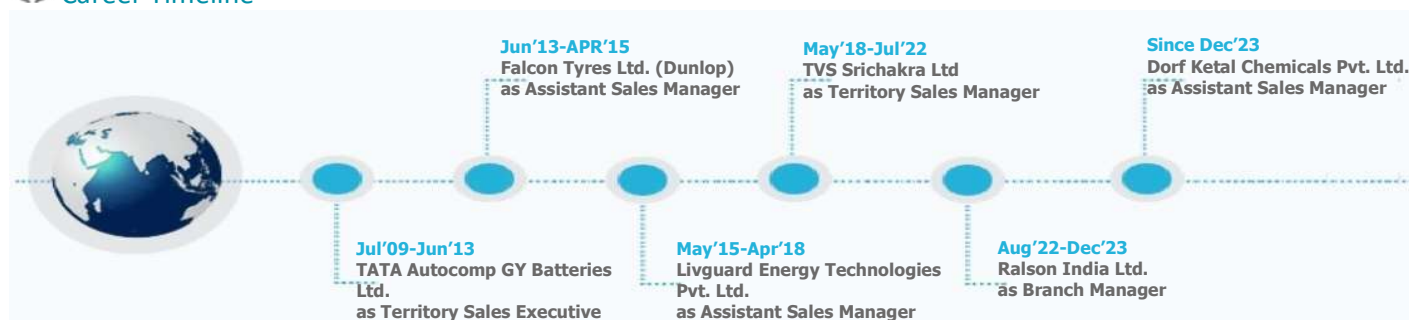 Career Timeline
Jun’13-APR’15
Falcon Tyres Ltd. (Dunlop)
as Assistant Sales Manager
May’18-Jul’22
TVS Srichakra Ltd
as Territory Sales Manager
Since Dec’23
Dorf Ketal Chemicals Pvt. Ltd.
as Assistant Sales Manager
Jul’09-Jun’13
TATA Autocomp GY Batteries
Ltd.
as Territory Sales Executive
May’15-Apr’18
Livguard Energy Technologies
Pvt. Ltd.
as Assistant Sales Manager
Aug’22-Dec’23
Ralson India Ltd.
as Branch Manager